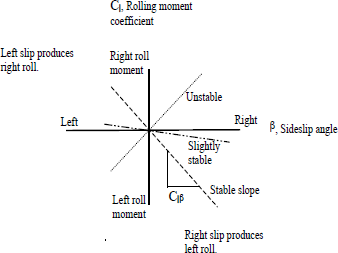 Cl, Rolling moment
coefficient
Left slip produces
right roll.
Right roll
moment
Unstable
Left
Right
β, Sideslip angle
Slightly
stable
Stable slope
Clβ
Left roll
moment
Right slip produces
left roll.